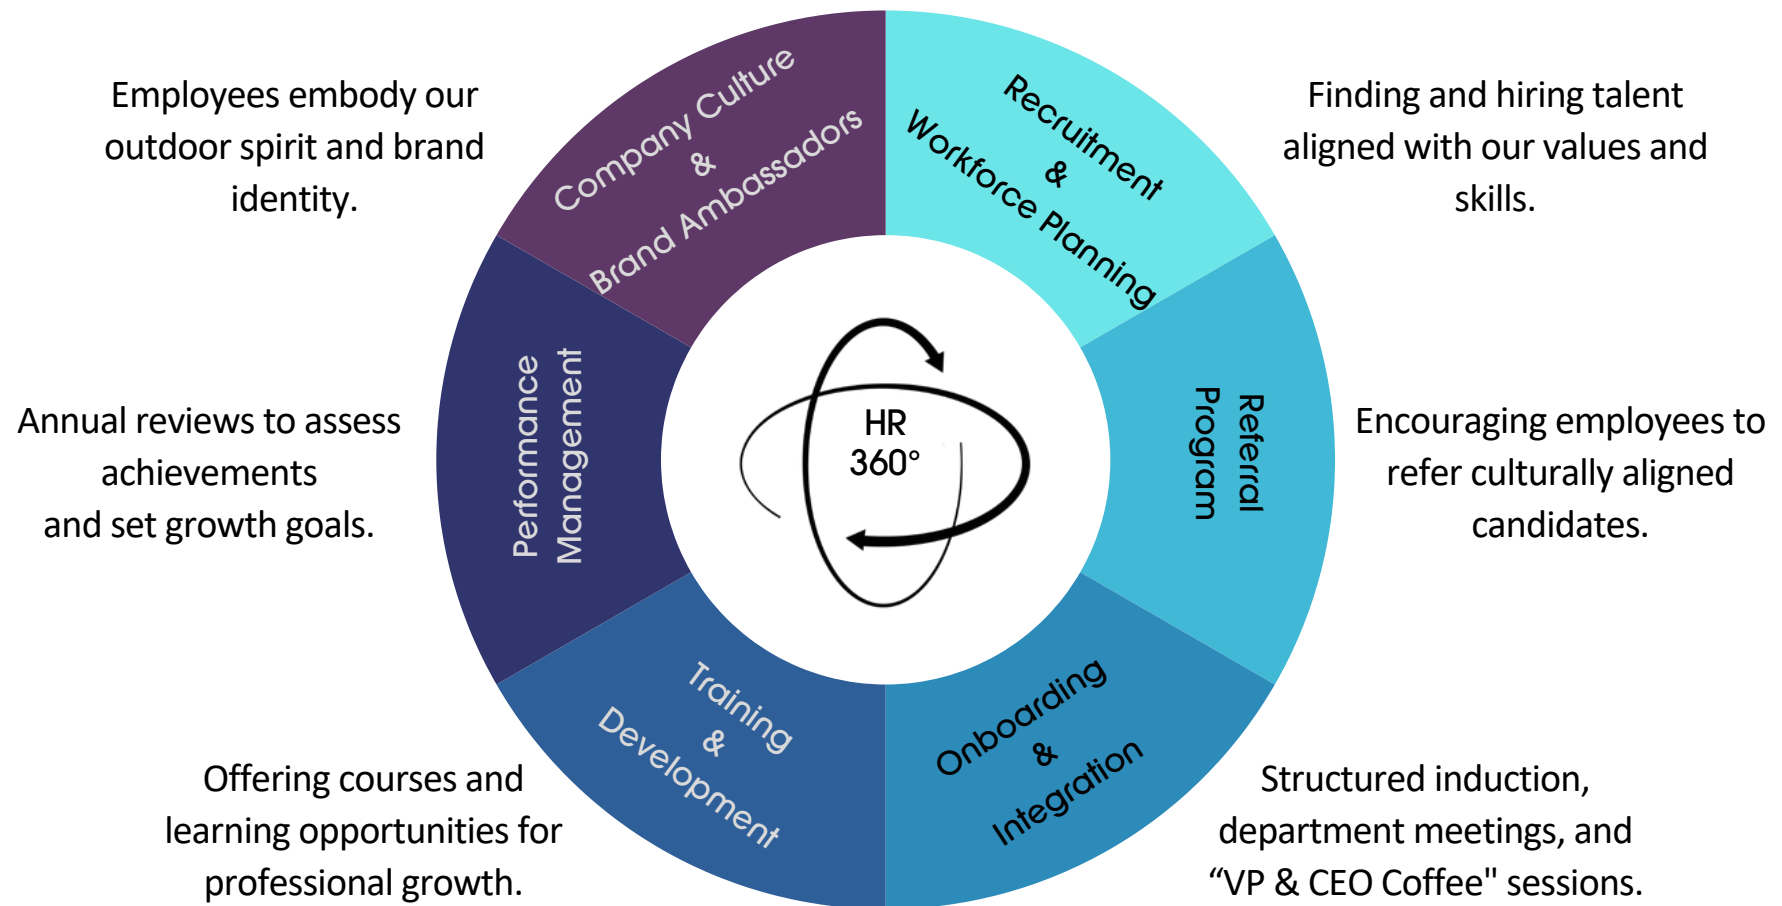 Company Culture
&
Brand Ambassadors
Employees embody our
outdoor spirit and brand
identity.
Recruitment
&
Workforce Planning
Finding and hiring talent
aligned with our values and
skills.
Referral
Program
Encouraging employees to
refer culturally aligned
candidates.
Onboarding
&
Integration
Structured induction,
department meetings, and
“VP & CEO Coffee" sessions.
Training
&
Development
Offering courses and
learning opportunities for
professional growth.
Performance
Management
Annual reviews to assess
achievements
and set growth goals.
HR
360°